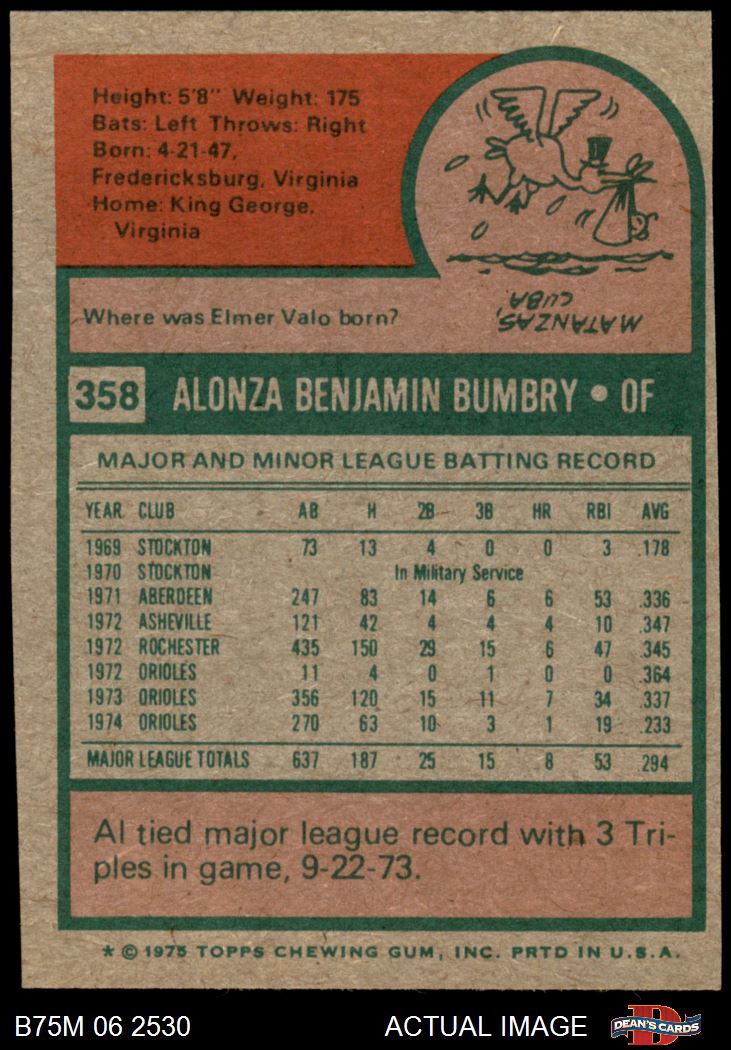 Height: 5'8" Weight: 175
Bats: Left Throws: Right
Born: 4-21-47,
Fredericksburg, Virginia
Home: King George,
Virginia
Where was Elmer Valo born?
MATANZAS,
CUBA.
358 ALONZA BENJAMIN BUMBRY • OF
MAJOR AND MINOR LEAGUE BATTING RECORD
YEAR CLUB AB H 2B 3B HR RBI AVG
1969 STOCKTON 73 13 4 0 0 3 .178
1970 STOCKTON In Military Service
1971 ABERDEEN 247 83 14 6 6 53 .336
1972 ASHEVILLE 121 42 4 4 4 10 .347
1972 ROCHESTER 435 150 29 15 6 47 .345
1972 ORIOLES 11 4 0 1 0 0 .364
1973 ORIOLES 356 120 15 11 7 34 .337
1974 ORIOLES 270 63 10 3 1 19 .233
MAJOR LEAGUE TOTALS 637 187 25 15 8 53 .294
Al tied major league record with 3 Tri-
ples in game, 9-22-73.
* © 1975 TOPPS CHEWING GUM, INC. PRTD IN U.S.A.
B75M 06 2530 ACTUAL IMAGE D DEAN'S CARDS